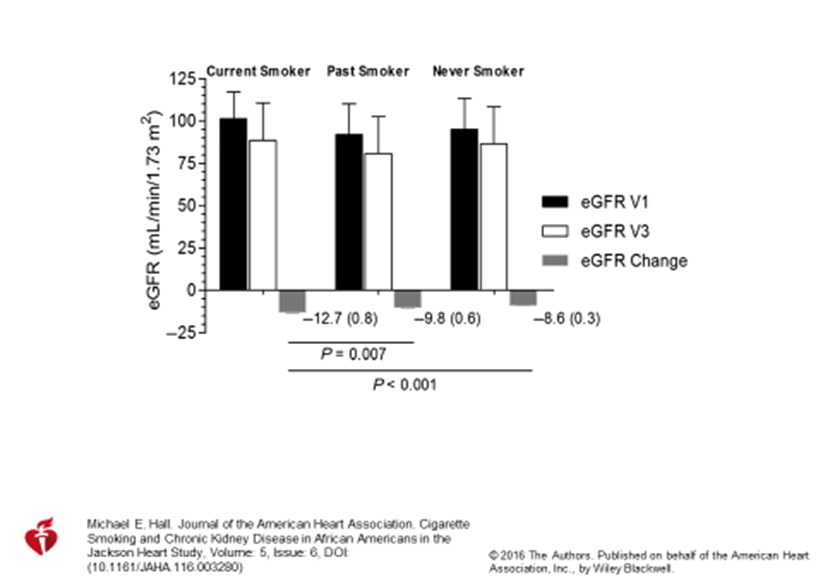 Current Smoker Past Smoker Never Smoker
125
100
75
50
25
0
–25
eGFR (mL/min/1.73 m²)
eGFR V1
eGFR V3
eGFR Change
–12.7 (0.8) –9.8 (0.6) –8.6 (0.3)
P = 0.007
P < 0.001
Michael E. Hall. Journal of the American Heart Association. Cigarette
Smoking and Chronic Kidney Disease in African Americans in the
Jackson Heart Study, Volume: 5, Issue: 6, DOI:
(10.1161/JAHA.116.003280)
© 2016 The Authors. Published on behalf of the American Heart
Association, Inc., by Wiley Blackwell.